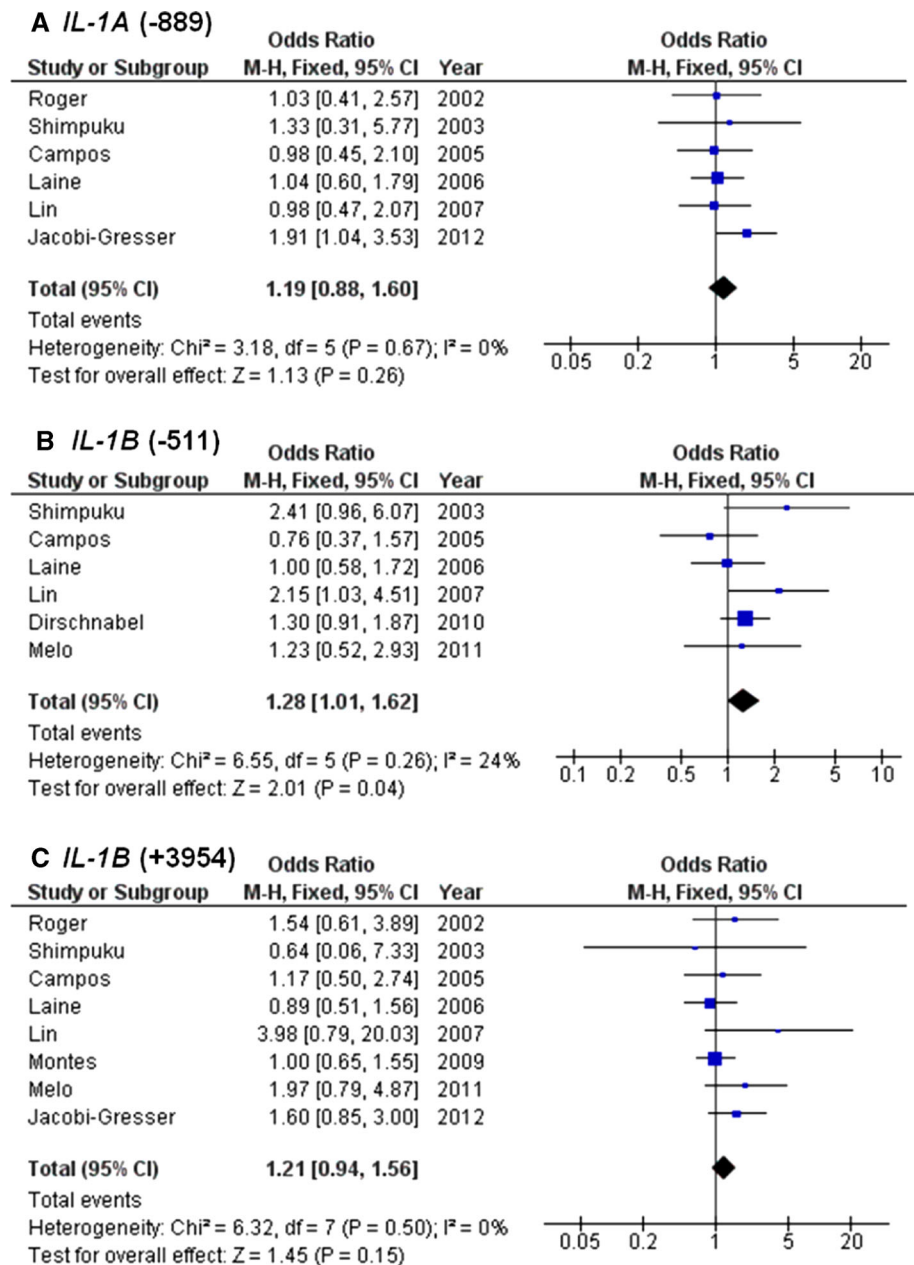 A IL-1A (-889)
Odds Ratio Odds Ratio
Study or Subgroup M-H, Fixed, 95% CI Year M-H, Fixed, 95% CI
Roger 1.03 [0.41, 2.57] 2002
Shimpuku 1.33 [0.31, 5.77] 2003
Campos 0.98 [0.45, 2.10] 2005
Laine 1.04 [0.60, 1.79] 2006
Lin 0.98 [0.47, 2.07] 2007
Jacobi-Gresser 1.91 [1.04, 3.53] 2012
Total (95% CI) 1.19 [0.88, 1.60]
Total events
Heterogeneity: Chi² = 3.18, df = 5 (P = 0.67); I² = 0%
Test for overall effect: Z = 1.13 (P = 0.26)
0.05 0.2 1 5 20
B IL-1B (-511)
Odds Ratio Odds Ratio
Study or Subgroup M-H, Fixed, 95% CI Year M-H, Fixed, 95% CI
Shimpuku 2.41 [0.96, 6.07] 2003
Campos 0.76 [0.37, 1.57] 2005
Laine 1.00 [0.58, 1.72] 2006
Lin 2.15 [1.03, 4.51] 2007
Dirschnabel 1.30 [0.91, 1.87] 2010
Melo 1.23 [0.52, 2.93] 2011
Total (95% CI) 1.28 [1.01, 1.62]
Total events
Heterogeneity: Chi² = 6.55, df = 5 (P = 0.26); I² = 24%
Test for overall effect: Z = 2.01 (P = 0.04)
0.1 0.2 0.5 1 2 5 10
C IL-1B (+3954)
Odds Ratio Odds Ratio
Study or Subgroup M-H, Fixed, 95% CI Year M-H, Fixed, 95% CI
Roger 1.54 [0.61, 3.89] 2002
Shimpuku 0.64 [0.06, 7.33] 2003
Campos 1.17 [0.50, 2.74] 2005
Laine 0.89 [0.51, 1.56] 2006
Lin 3.98 [0.79, 20.03] 2007
Montes 1.00 [0.65, 1.55] 2009
Melo 1.97 [0.79, 4.87] 2011
Jacobi-Gresser 1.60 [0.85, 3.00] 2012
Total (95% CI) 1.21 [0.94, 1.56]
Total events
Heterogeneity: Chi² = 6.32, df = 7 (P = 0.50); I² = 0%
Test for overall effect: Z = 1.45 (P = 0.15)
0.05 0.2 1 5 20